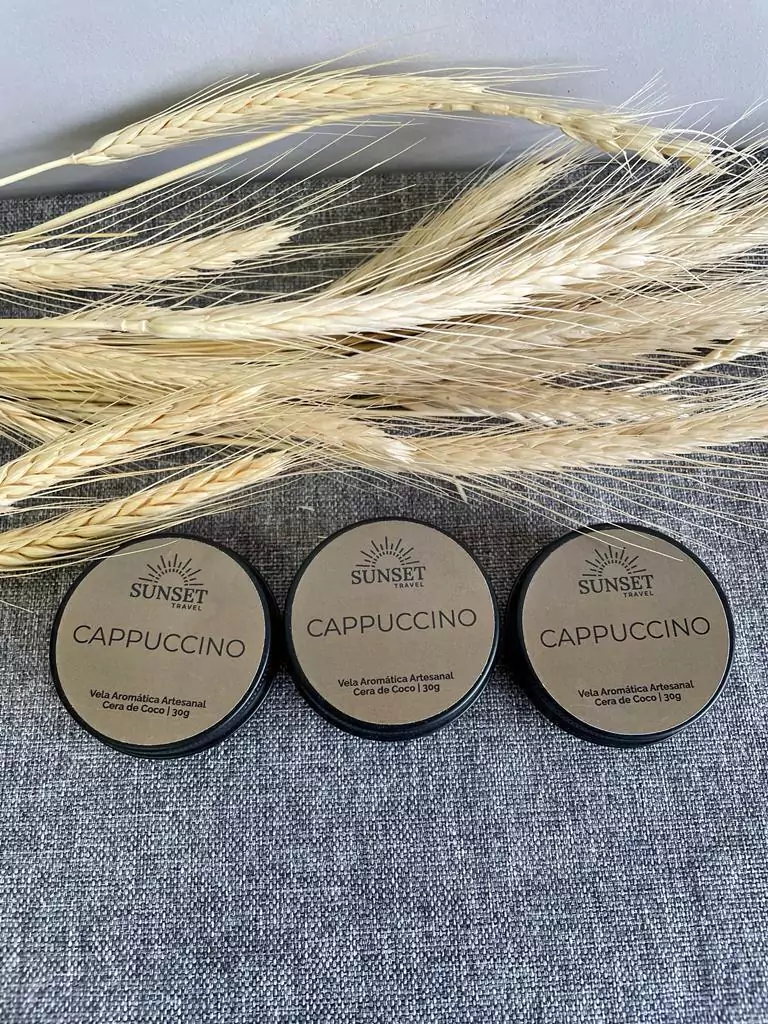 SUNSET
TRAVEL
CAPPUCCINO
Vela Aromática Artesanal
Cera de Coco | 30g
SUNSET
TRAVEL
CAPPUCCINO
Vela Aromática Artesanal
Cera de Coco | 30g
SUNSET
TRAVEL
CAPPUCCINO
Vela Aromática Artesanal
Cera de Coco | 30g